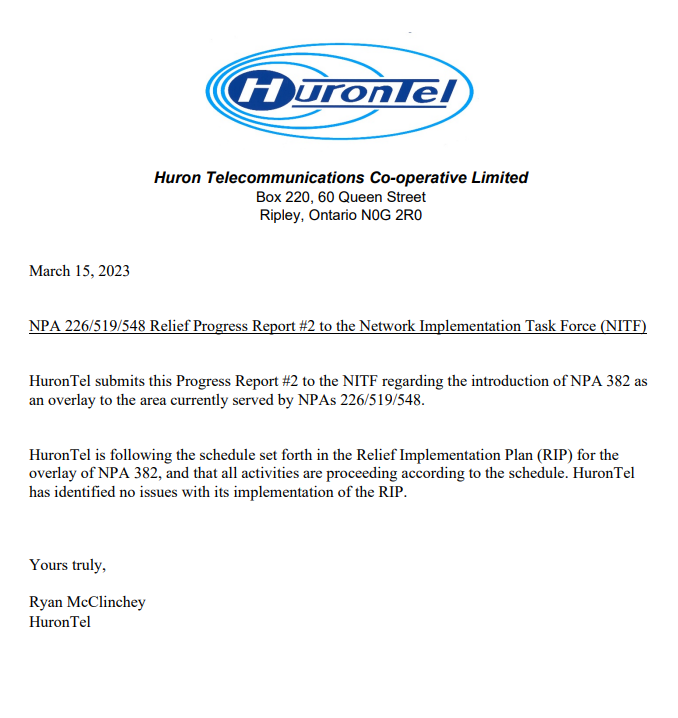 HuronTel
Huron Telecommunications Co-operative Limited
Box 220, 60 Queen Street
Ripley, Ontario N0G 2R0
March 15, 2023
NPA 226/519/548 Relief Progress Report #2 to the Network Implementation Task Force (NITF)
HuronTel submits this Progress Report #2 to the NITF regarding the introduction of NPA 382 as
an overlay to the area currently served by NPAs 226/519/548.
HuronTel is following the schedule set forth in the Relief Implementation Plan (RIP) for the
overlay of NPA 382, and that all activities are proceeding according to the schedule. HuronTel
has identified no issues with its implementation of the RIP.
Yours truly,
Ryan McClinchey
HuronTel